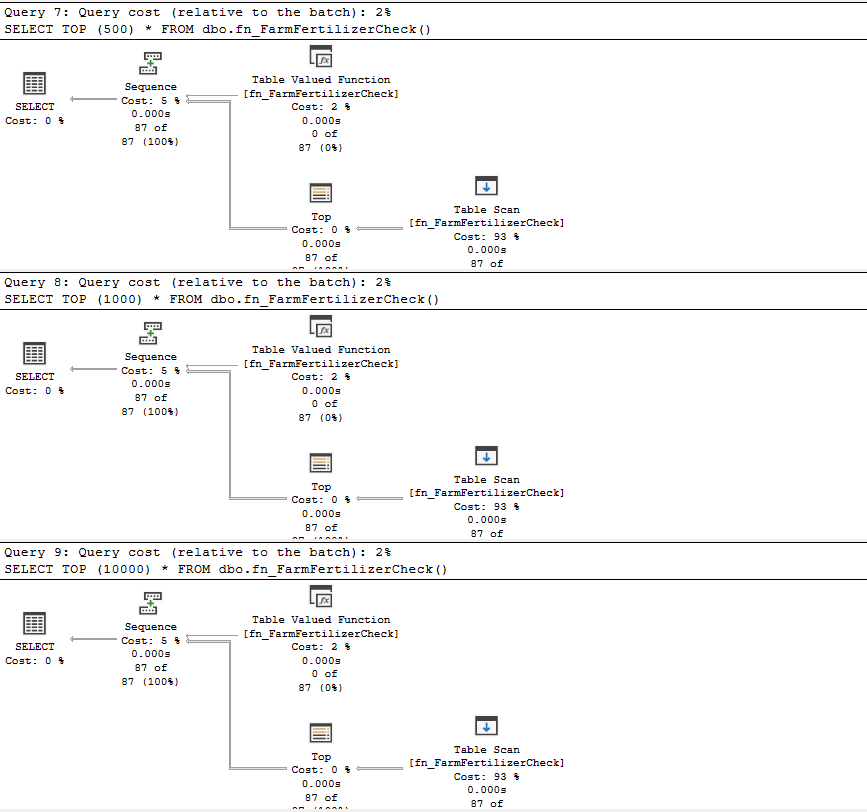 Query 7: Query cost (relative to the batch): 2%
SELECT TOP (500) * FROM dbo.fn_FarmFertilizerCheck()
SELECT
Cost: 0 %
Sequence
Cost: 5 %
0.000s
87 of
87 (100%)
Table Valued Function
[fn_FarmFertilizerCheck]
Cost: 2 %
0.000s
0 of
87 (0%)
Top
Cost: 0 %
0.000s
87 of
Table Scan
[fn_FarmFertilizerCheck]
Cost: 93 %
0.000s
87 of
Query 8: Query cost (relative to the batch): 2%
SELECT TOP (1000) * FROM dbo.fn_FarmFertilizerCheck()
SELECT
Cost: 0 %
Sequence
Cost: 5 %
0.000s
87 of
87 (100%)
Table Valued Function
[fn_FarmFertilizerCheck]
Cost: 2 %
0.000s
0 of
87 (0%)
Top
Cost: 0 %
0.000s
87 of
Table Scan
[fn_FarmFertilizerCheck]
Cost: 93 %
0.000s
87 of
Query 9: Query cost (relative to the batch): 2%
SELECT TOP (10000) * FROM dbo.fn_FarmFertilizerCheck()
SELECT
Cost: 0 %
Sequence
Cost: 5 %
0.000s
87 of
87 (100%)
Table Valued Function
[fn_FarmFertilizerCheck]
Cost: 2 %
0.000s
0 of
87 (0%)
Top
Cost: 0 %
0.000s
87 of
Table Scan
[fn_FarmFertilizerCheck]
Cost: 93 %
0.000s
87 of